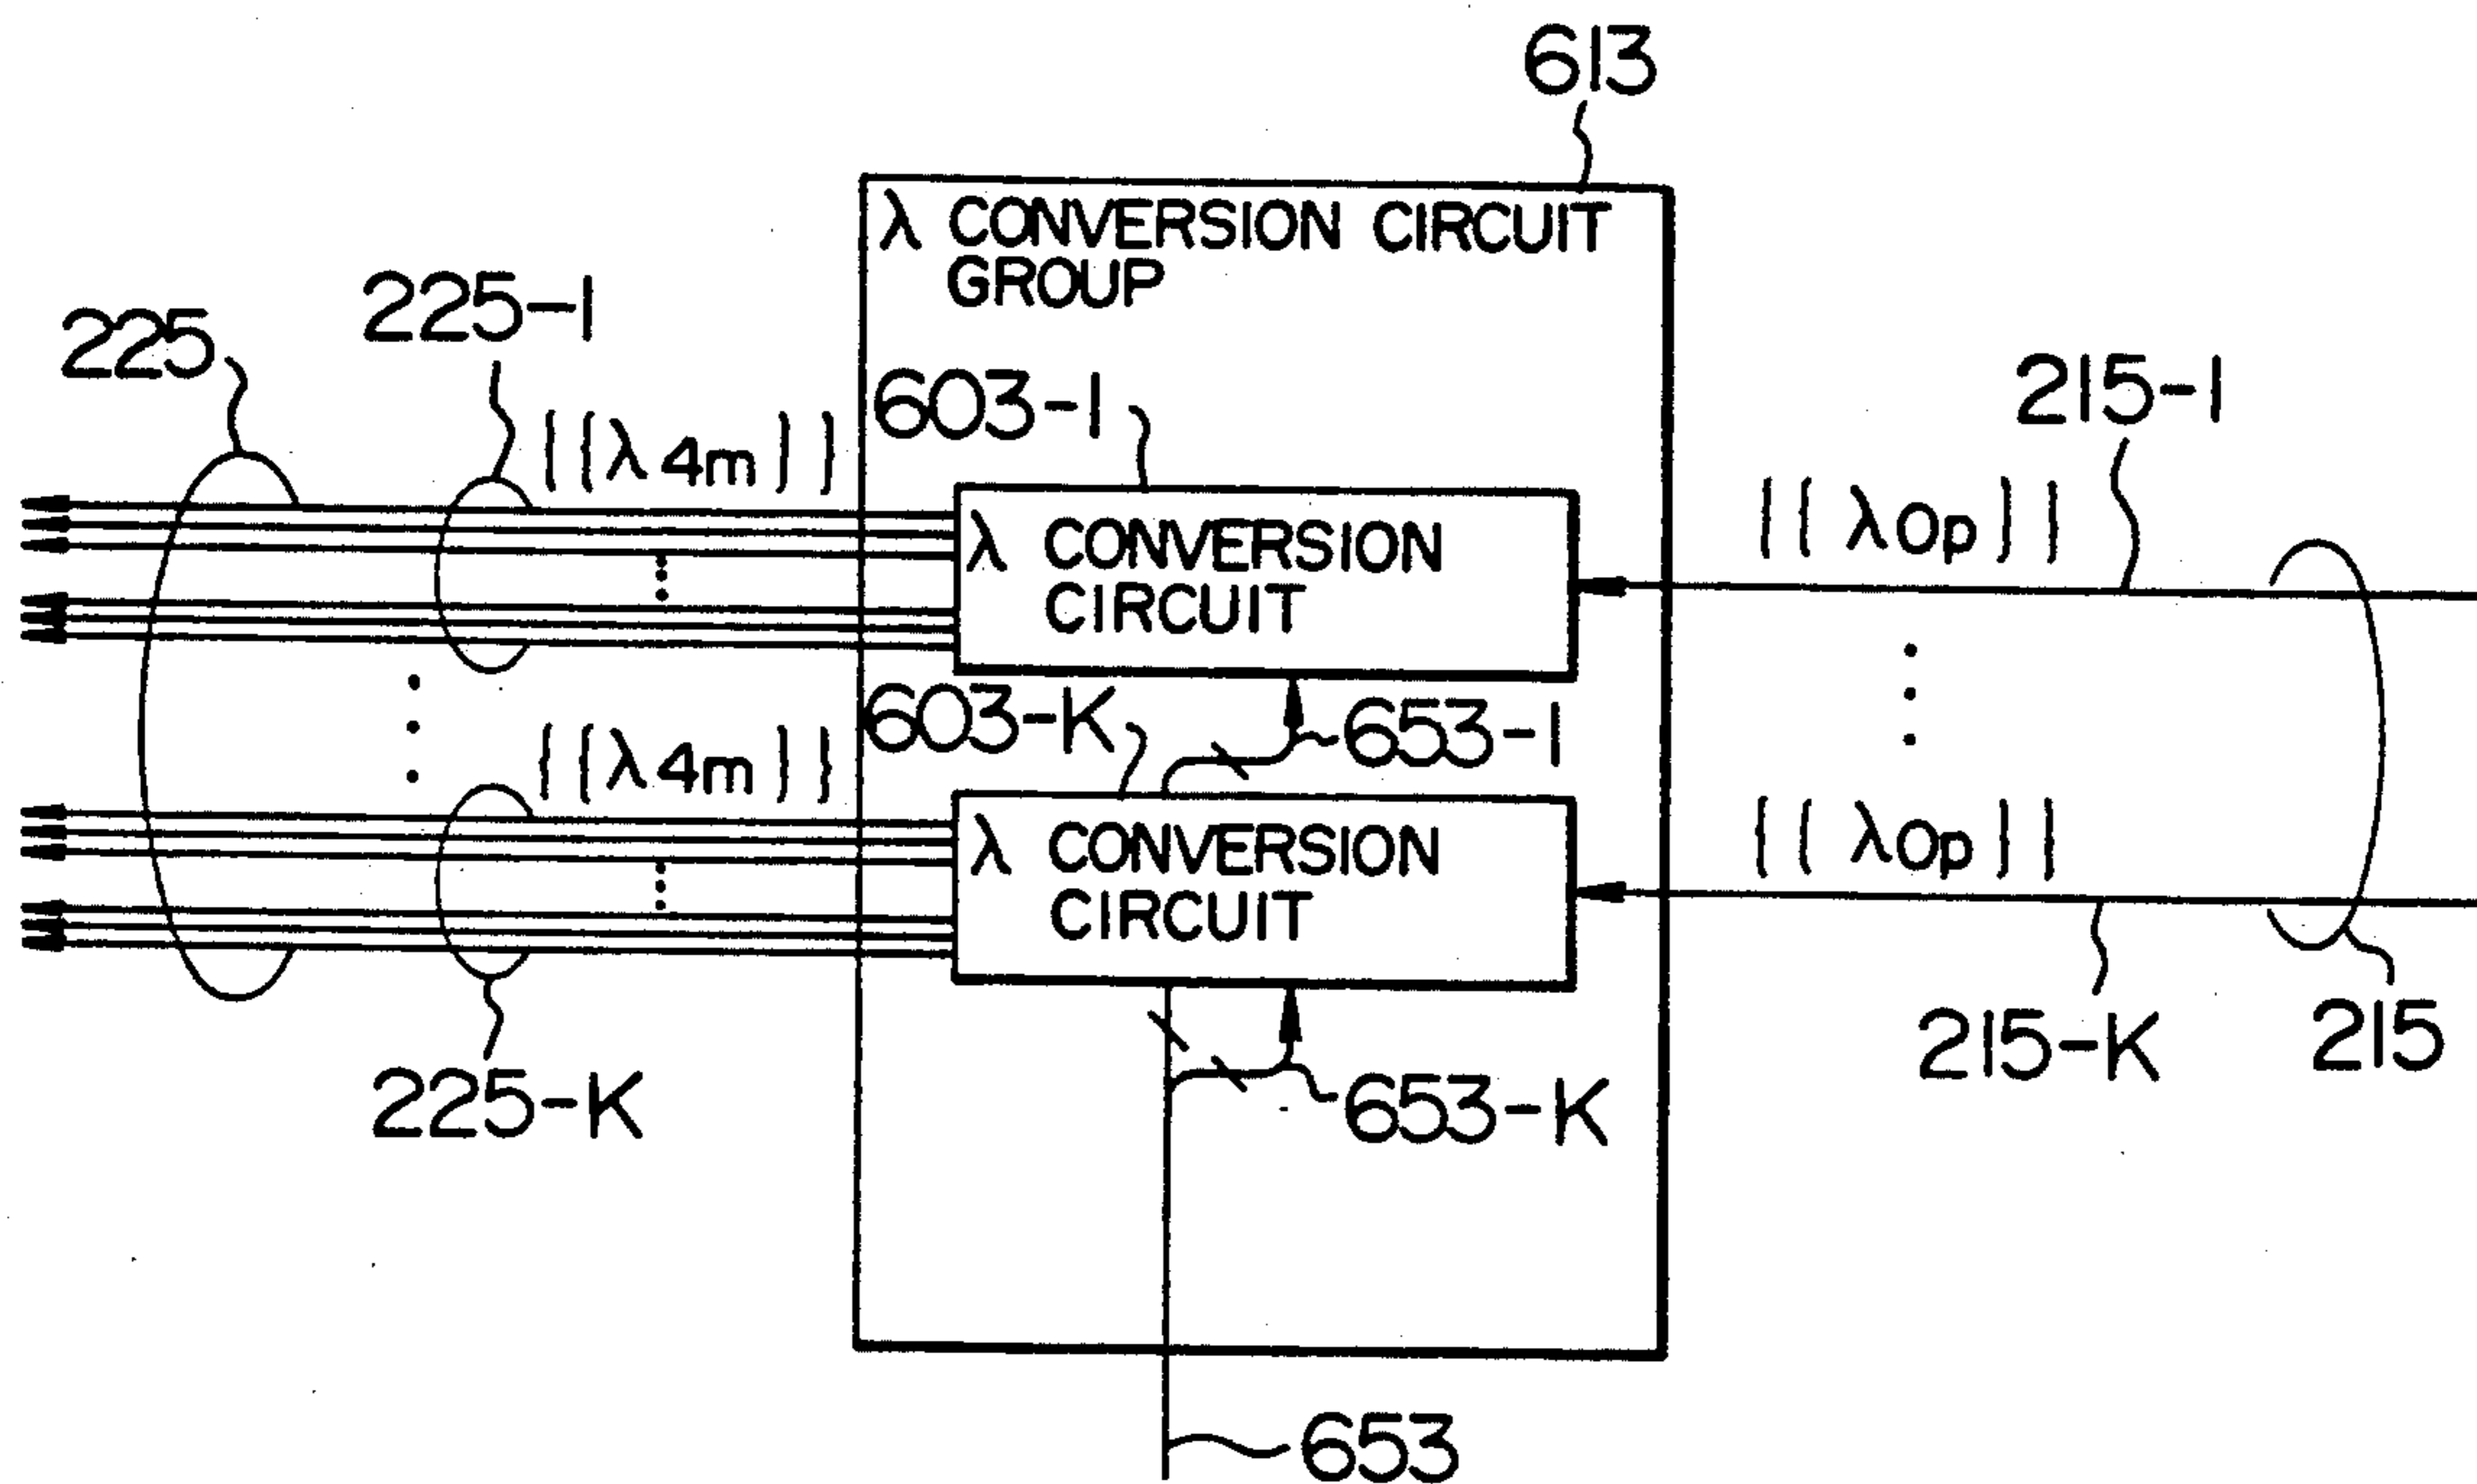 613
λ CONVERSION CIRCUIT
GROUP
225
225-1
{{λ4m}}
603-1
λ CONVERSION
CIRCUIT
{{λ0p}}
215-1
603-K
653-1
{{λ4m}}
λ CONVERSION
CIRCUIT
{{λ0p}}
225-K
653-K
215-K
215
653